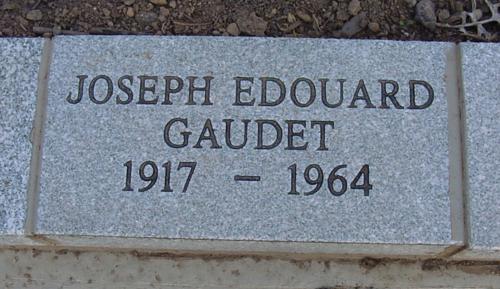 JOSEPH EDOUARD
GAUDET
1917 – 1964